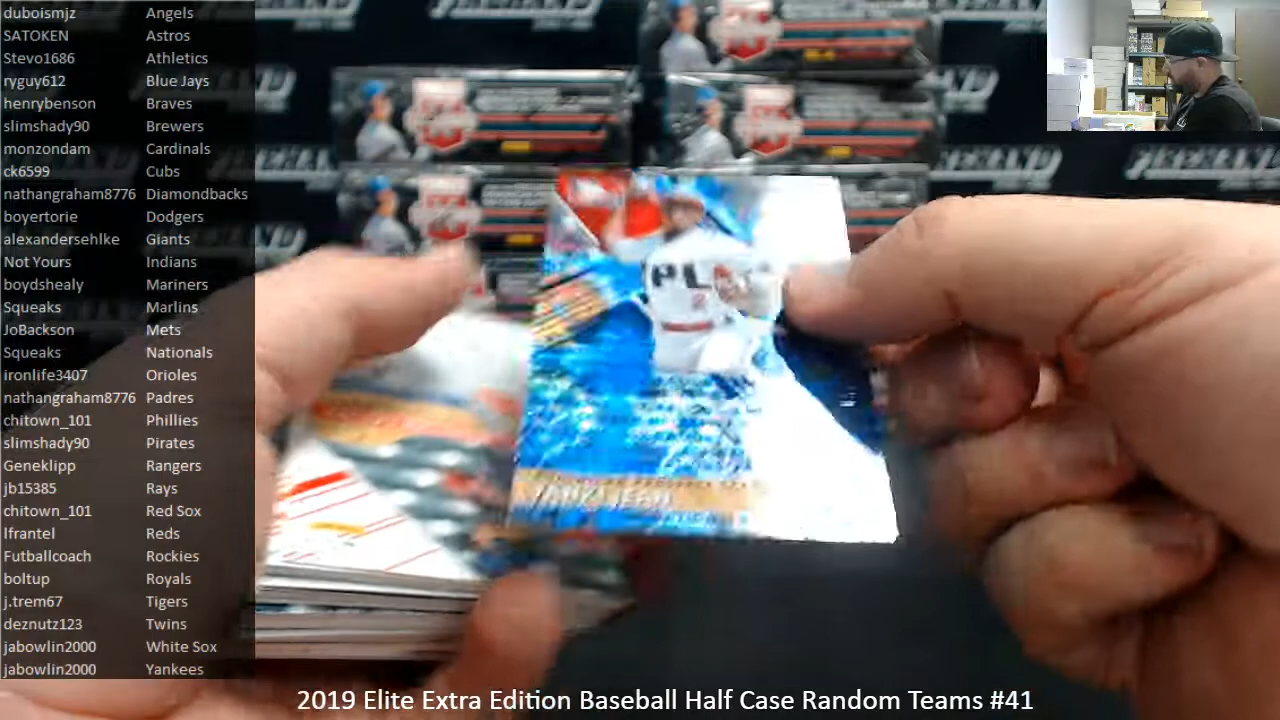 duboismjz Angels
SATOKEN Astros
Stevo1686 Athletics
ryguy612 Blue Jays
henrybenson Braves
slimshady90 Brewers
monzondam Cardinals
ck6599 Cubs
nathangraham8776 Diamondbacks
boyertorie Dodgers
alexandersehlke Giants
Not Yours Indians
boydshealy Mariners
Squeaks Marlins
JoBackson Mets
Squeaks Nationals
ironlife3407 Orioles
nathangraham8776 Padres
chitown_101 Phillies
slimshady90 Pirates
Geneklipp Rangers
jb15385 Rays
chitown_101 Red Sox
lfrantel Reds
Futballcoach Rockies
boltup Royals
j.trem67 Tigers
deznutz123 Twins
jabowlin2000 White Sox
jabowlin2000 Yankees
2019 Elite Extra Edition Baseball Half Case Random Teams #41